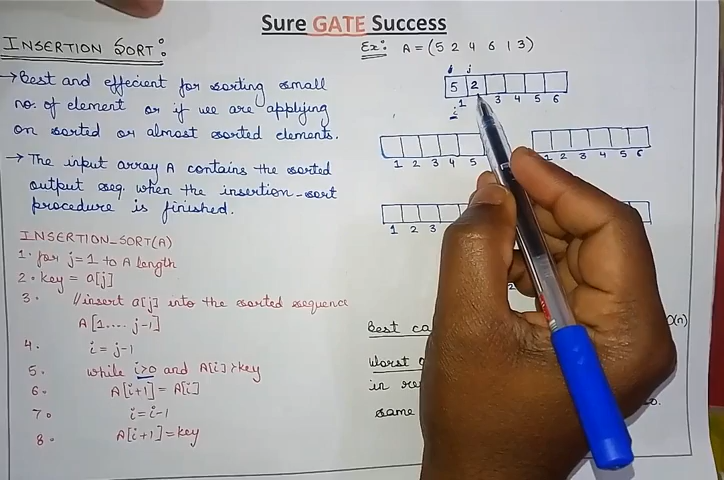 Sure GATE Success
INSERTION SORT:
→ Best and effecient for sorting small
no. of element or if we are applying
on sorted or almost sorted elements.
→ The input array A contains the sorted
output seq. when the insertion-sort
procedure is finished.
INSERTION_SORT(A)
1. for j=1 to A length
2. key = a[j]
3. //insert a[j] into the sorted sequence
A[1.... j-1]
4. i = j-1
5. while i>0 and A[i]>key
6. A[i+1] = A[i]
7. i = i-1
8. A[i+1] = key
Ex: A = (5 2 4 6 1 3)
j
5 2
1 3 4 5 6
i
1 2 3 4 5
1 2 3 4 5 6
1 2 3
Best ca
O(n)
Worst
in re
same